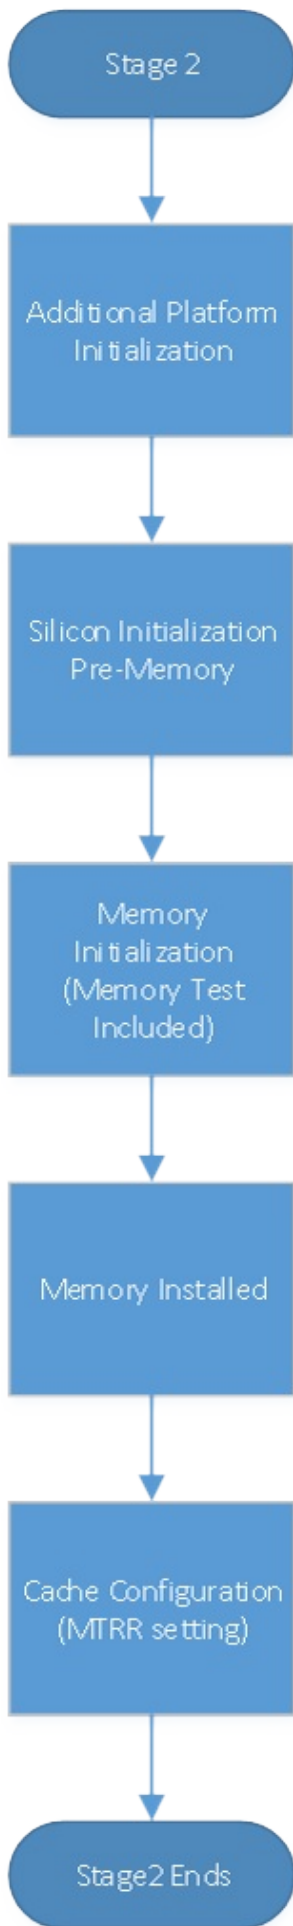 Stage 2
Additional Platform
Initialization
Silicon Initialization
Pre-Memory
Memory
Initialization
(Memory Test
Included)
Memory Installed
Cache Configuration
(MTRR setting)
Stage2 Ends